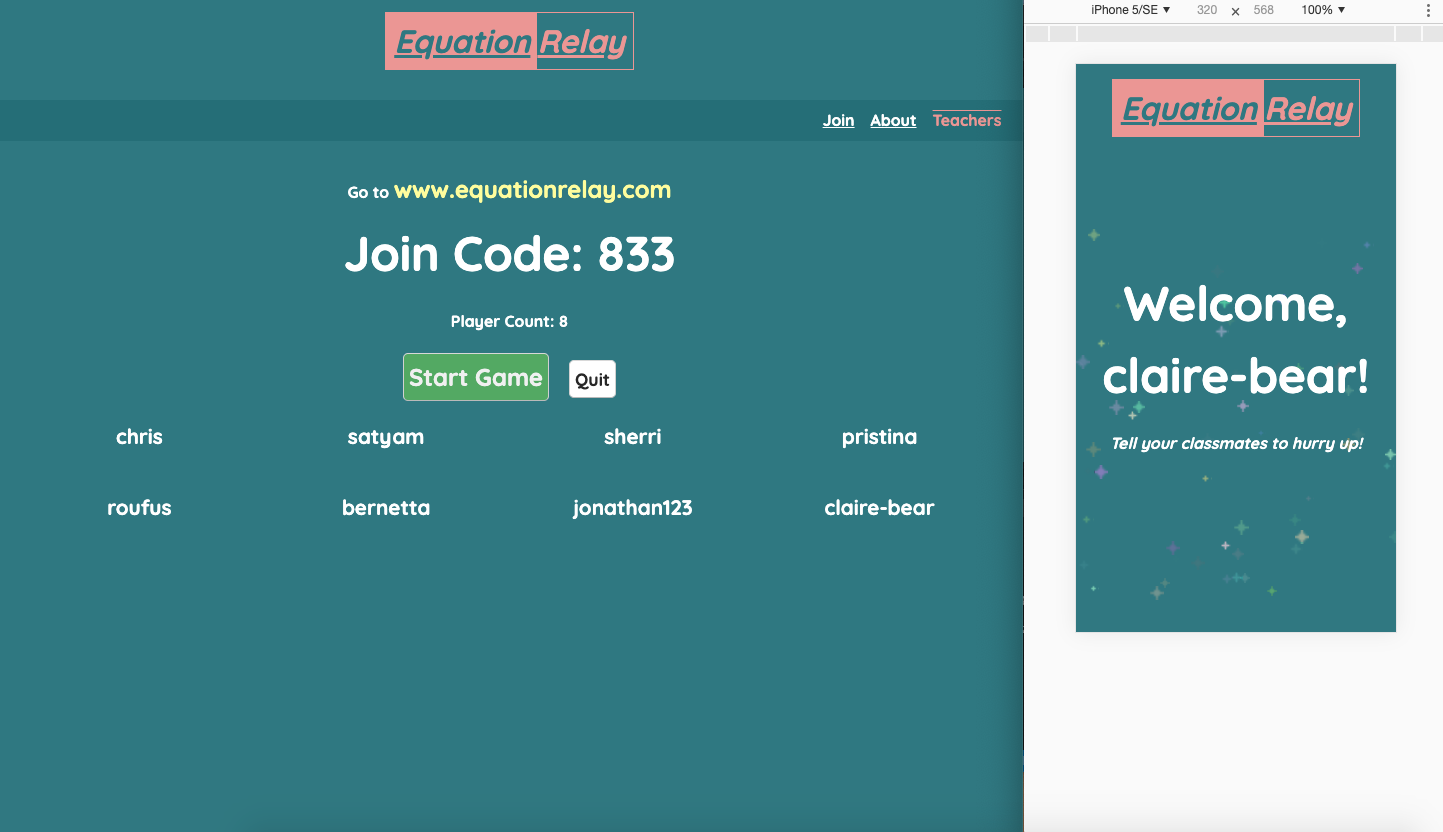 Equation Relay
Join About Teachers
Go to www.equationrelay.com
Join Code: 833
Player Count: 8
Start Game Quit
chris satyam sherri pristina
roufus bernetta jonathan123 claire-bear
iPhone 5/SE ▼ 320 × 568 100% ▼
Equation Relay
Welcome,
claire-bear!
Tell your classmates to hurry up!